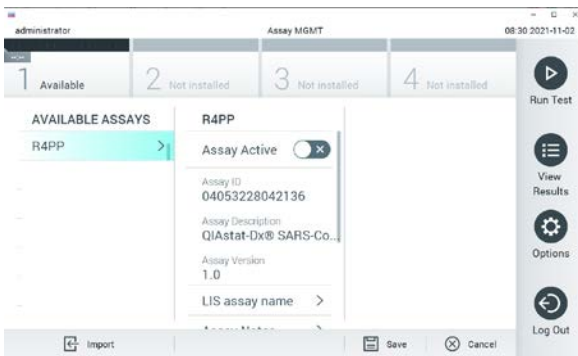 administrator
Assay MGMT
08:30 2021-11-02
1 Available
2 Not installed
3 Not installed
4 Not installed
Run Test
AVAILABLE ASSAYS
R4PP
R4PP
Assay Active
Assay ID
04053228042136
Assay Description
QIAstat-Dx® SARS-Co...
Assay Version
1.0
LIS assay name
View
Results
Options
Import
Save
Cancel
Log Out